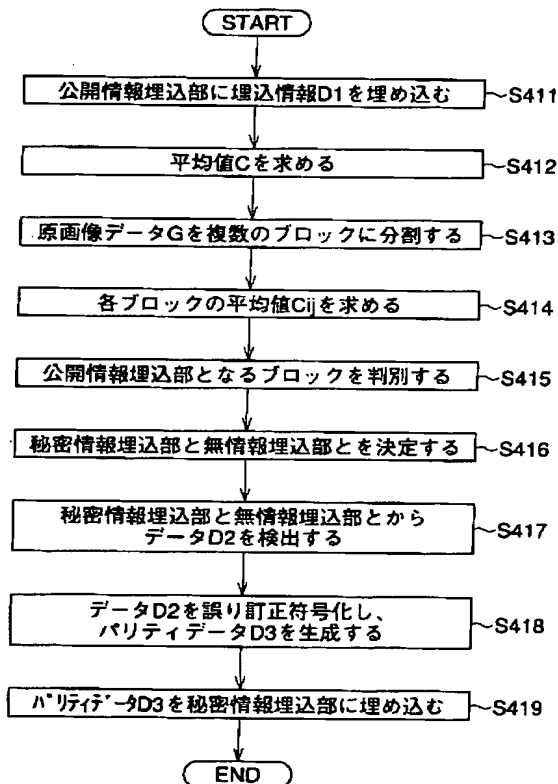 START
公開情報埋込部に埋込情報D1を埋め込む S411
平均値Cを求める S412
原画像データGを複数のブロックに分割する S413
各ブロックの平均値Cijを求める S414
公開情報埋込部となるブロックを判別する S415
秘密情報埋込部と無情報埋込部とを決定する S416
秘密情報埋込部と無情報埋込部とから
データD2を検出する S417
データD2を誤り訂正符号化し、
パリティデータD3を生成する S418
パリティデータD3を秘密情報埋込部に埋め込む S419
END